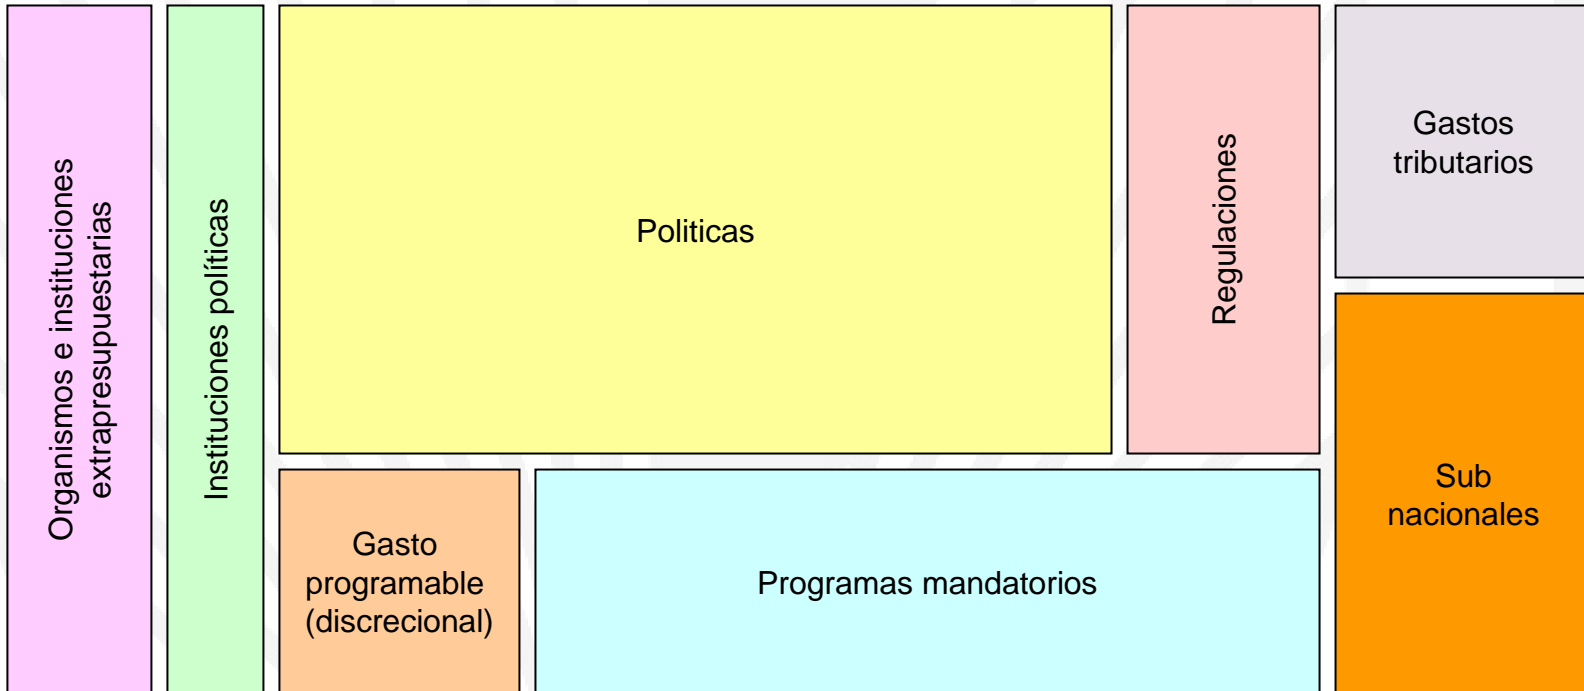 Organismos e instituciones
extrapresupuestarias
Instituciones políticas
Politicas
Regulaciones
Gastos
tributarios
Gasto
programable
(discrecional)
Programas mandatorios
Sub
nacionales